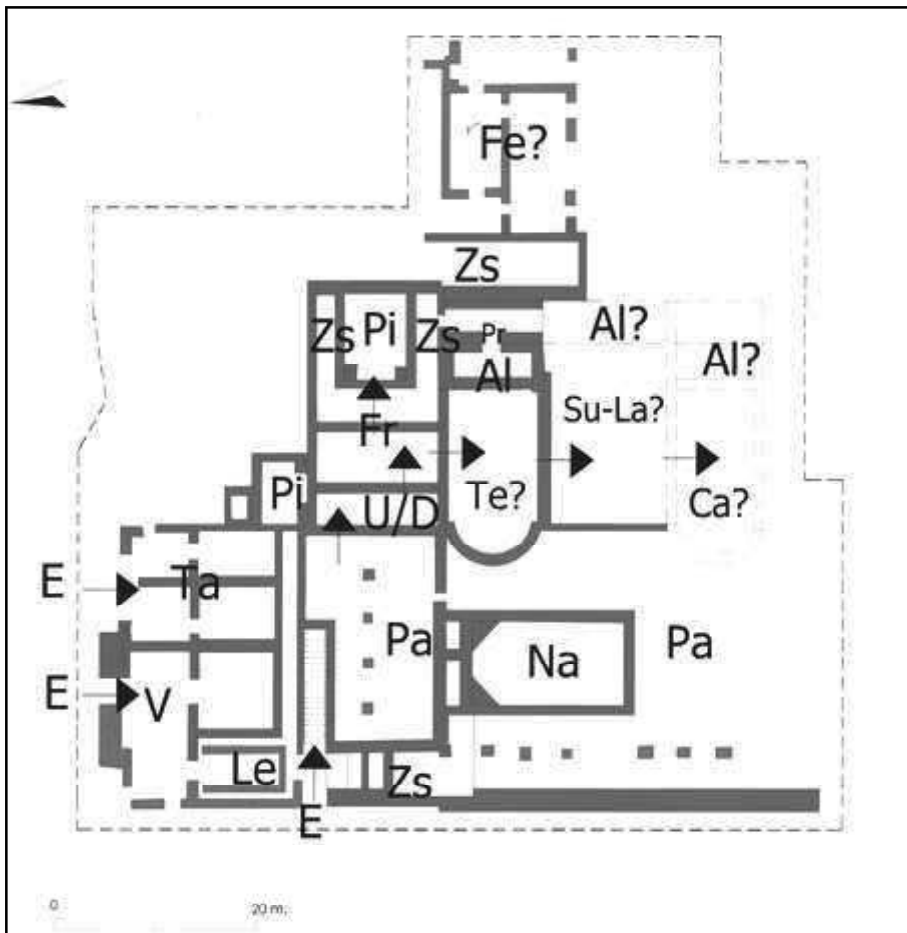 Fe?
Zs
Zs Pi Zs Pr Al? Al?
Al
Su-La?
Fr
Pi U/D Te? Ca?
E Ta
Pa Na Pa
E V
Le Zs
E
0 20 m.